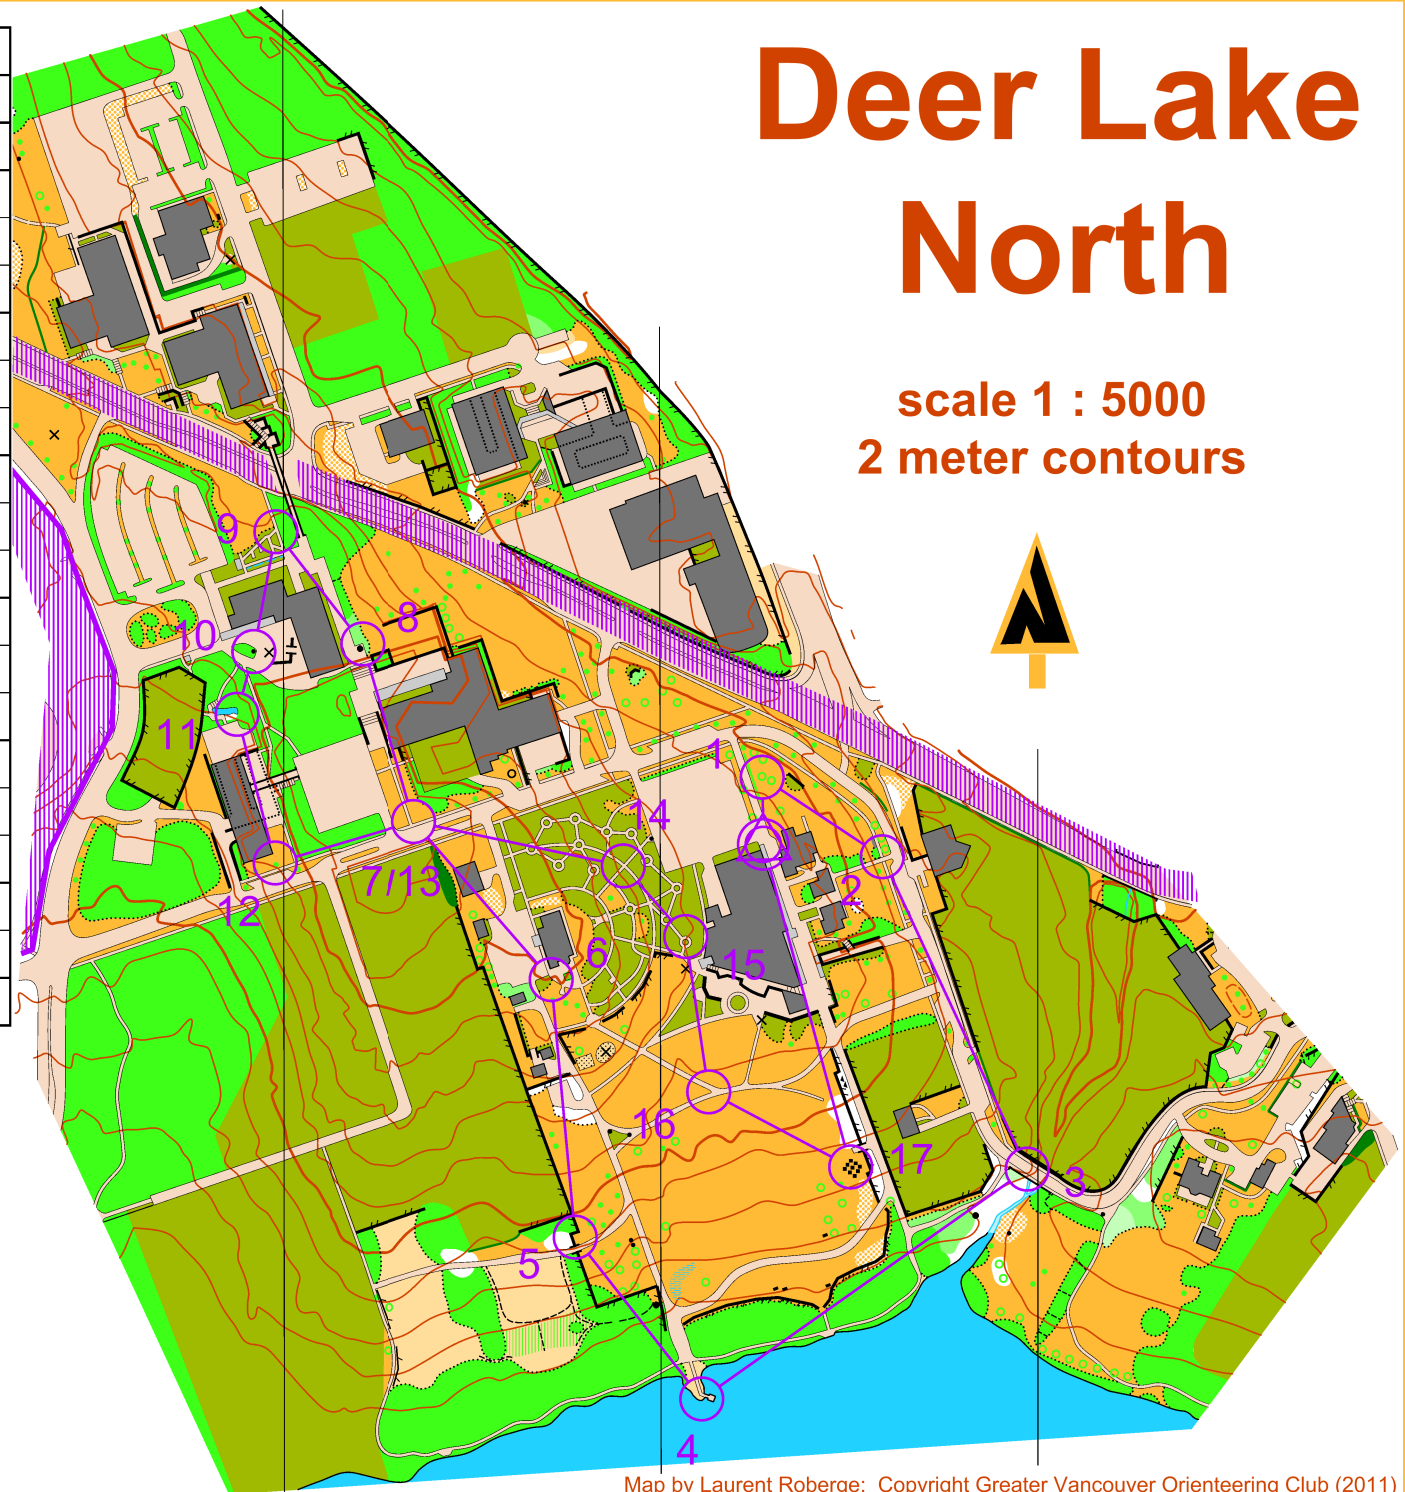 Deer Lake
North
scale 1 : 5000
2 meter contours
N
9
8
10
11
1
14
7/13
2
12
6
15
16
17
3
5
4
Map by Laurent Roberge: Copyright Greater Vancouver Orienteering Club (2011)